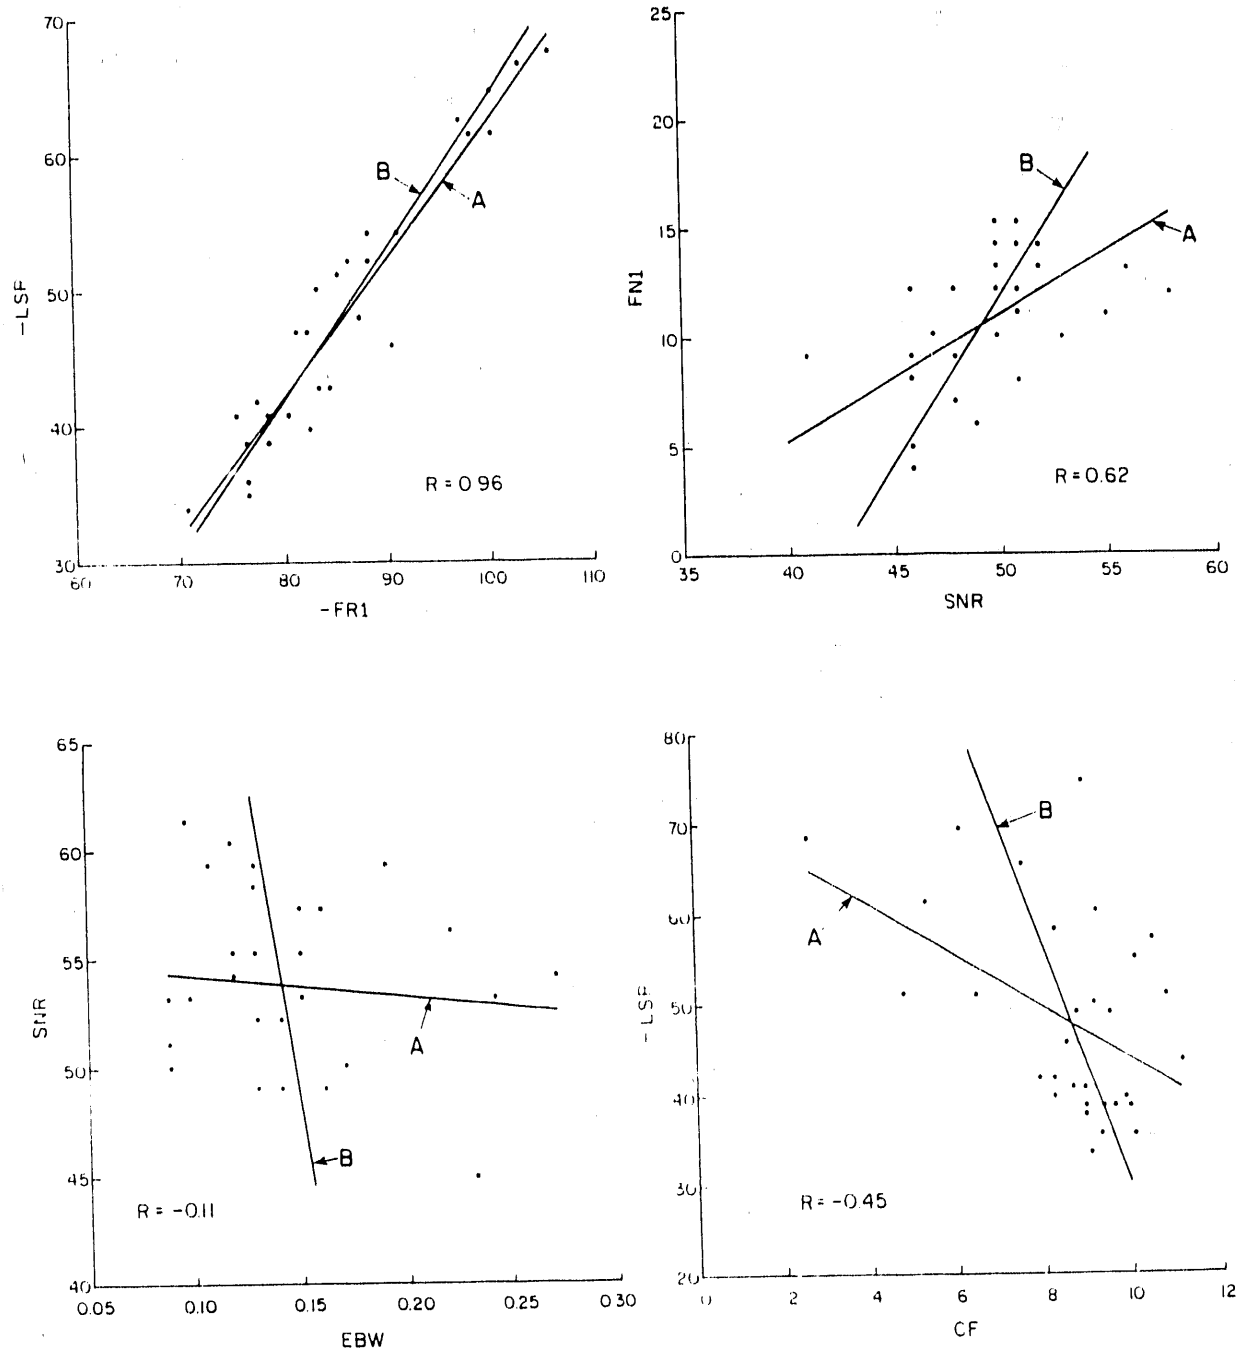 70
60
50
40
30
-LSF
B
A
R = 0.96
60 70 80 90 100 110
-FR1
25
20
15
10
5
0
FN1
B
A
R = 0.62
35 40 45 50 55 60
SNR
65
60
55
50
45
40
SNR
A
B
R = -0.11
0.05 0.10 0.15 0.20 0.25 0.30
EBW
80
70
60
50
40
30
20
-LSF
B
A
R = -0.45
0 2 4 6 8 10 12
CF